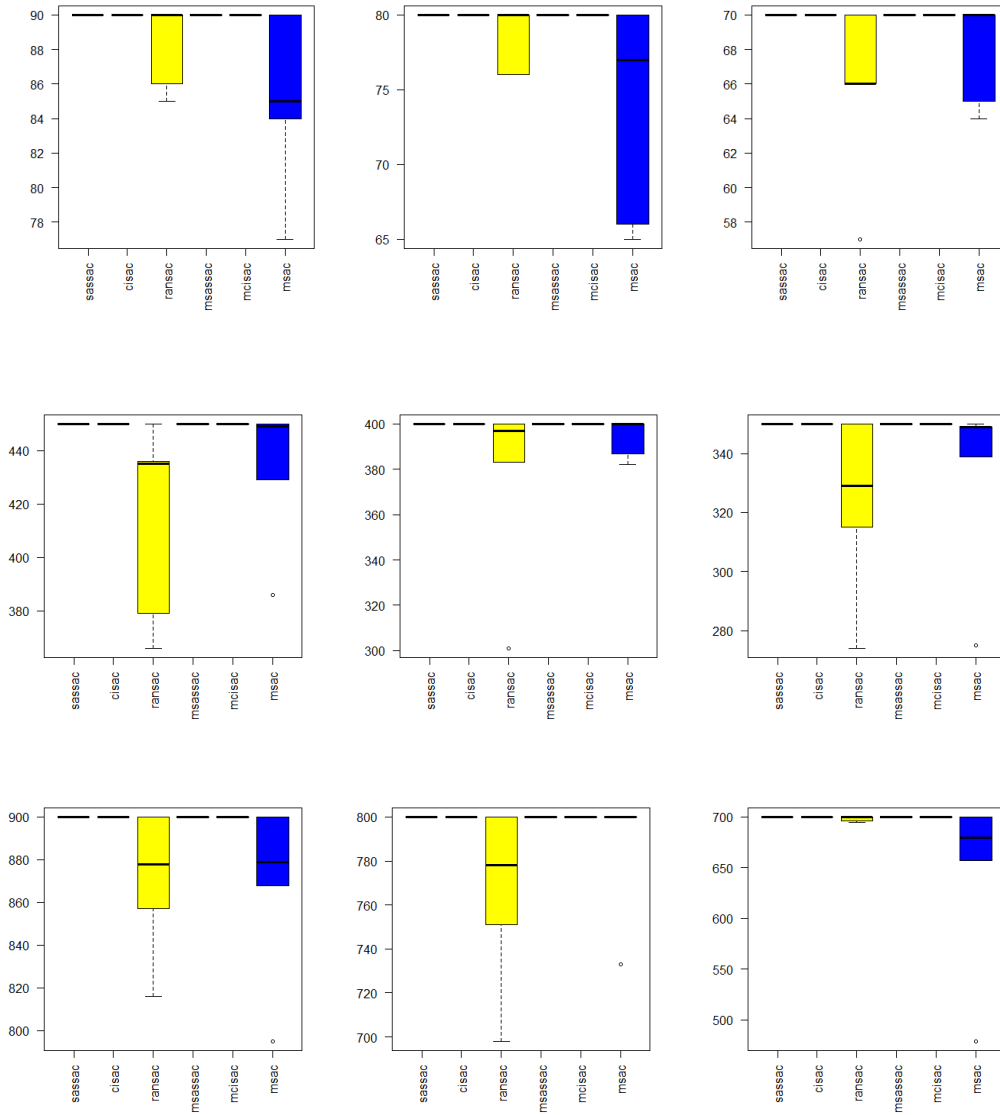 90
88
86
84
82
80
78
sassac
cisac
ransac
msassac
mcisac
msac
80
75
70
65
sassac
cisac
ransac
msassac
mcisac
msac
70
68
66
64
62
60
58
sassac
cisac
ransac
msassac
mcisac
msac
440
420
400
380
sassac
cisac
ransac
msassac
mcisac
msac
400
380
360
340
320
300
sassac
cisac
ransac
msassac
mcisac
msac
340
320
300
280
sassac
cisac
ransac
msassac
mcisac
msac
900
880
860
840
820
800
sassac
cisac
ransac
msassac
mcisac
msac
800
780
760
740
720
700
sassac
cisac
ransac
msassac
mcisac
msac
700
650
600
550
500
sassac
cisac
ransac
msassac
mcisac
msac